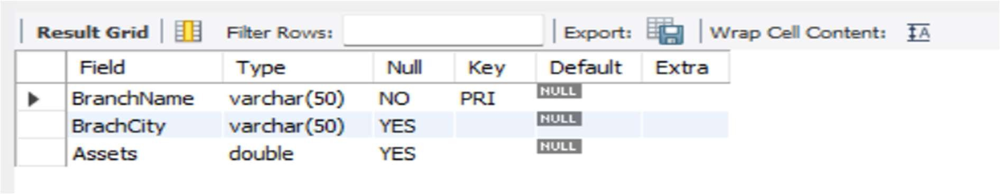 Result Grid Filter Rows: Export: Wrap Cell Content: A
Field Type Null Key Default Extra
BranchName varchar(50) NO PRI NULL
BrachCity varchar(50) YES NULL
Assets double YES NULL